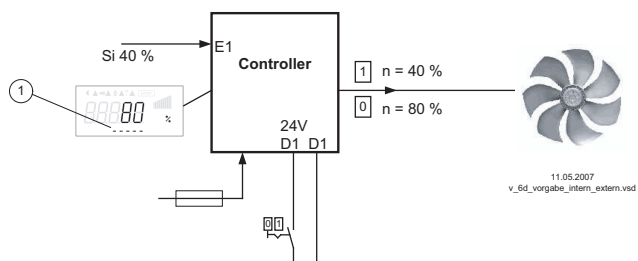 Si 40 %
E1
Controller
1 n = 40 %
0 n = 80 %
1
80
%
24V
D1 D1
0 1
11.05.2007
v_6d_vorgabe_intern_extern.vsd